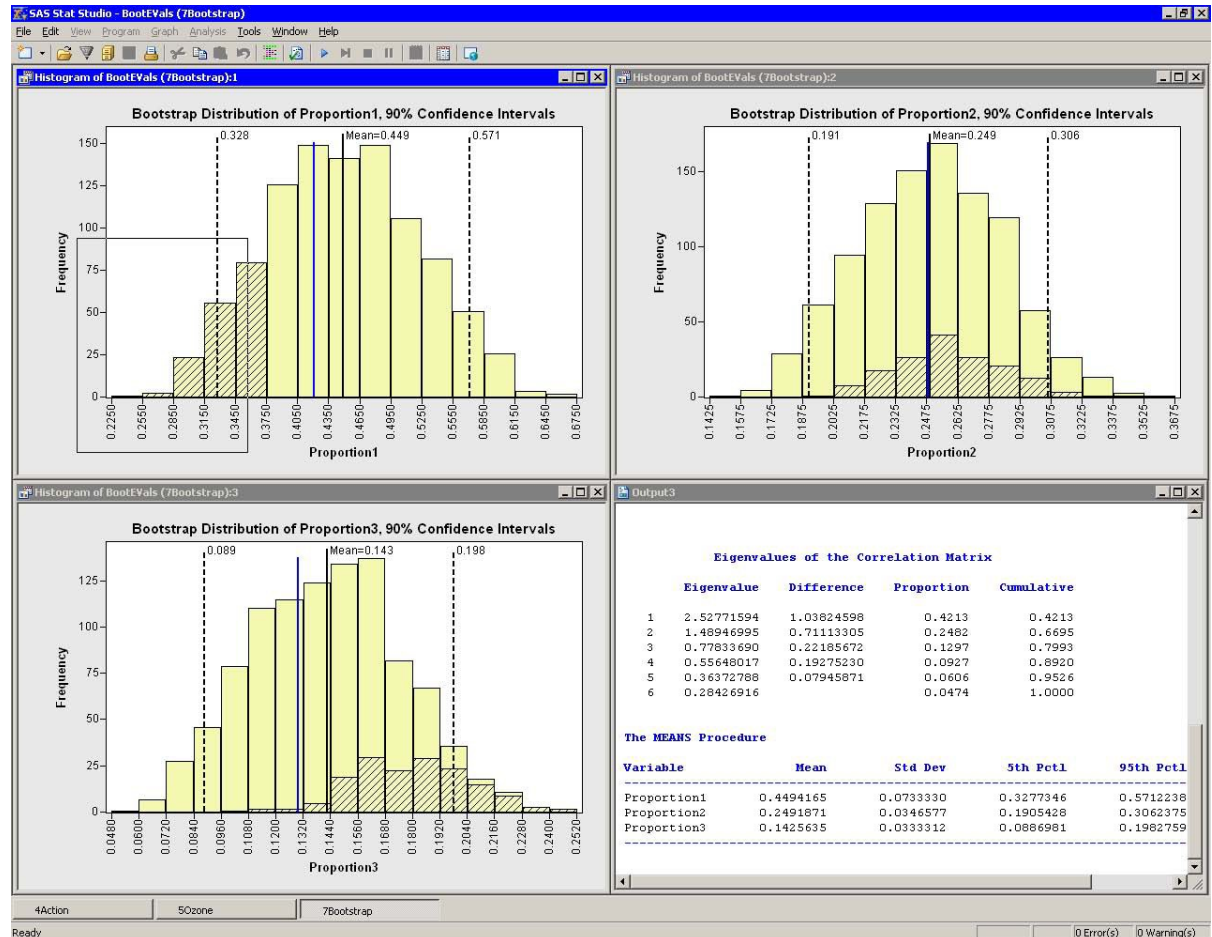 SAS Stat Studio - BootEVals (7Bootstrap)
File Edit View Program Graph Analysis Tools Window Help
Histogram of BootEVals (7Bootstrap):1
Bootstrap Distribution of Proportion1, 90% Confidence Intervals
0.328 Mean=0.449 0.571
150
125
100
75
50
25
0
Frequency
0.2250 0.2550 0.2850 0.3150 0.3450 0.3750 0.4050 0.4350 0.4650 0.4950 0.5250 0.5550 0.5850 0.6150 0.6450 0.6750
Proportion1
Histogram of BootEVals (7Bootstrap):2
Bootstrap Distribution of Proportion2, 90% Confidence Intervals
0.191 Mean=0.249 0.306
150
100
50
0
Frequency
0.1425 0.1575 0.1725 0.1875 0.2025 0.2175 0.2325 0.2475 0.2625 0.2775 0.2925 0.3075 0.3225 0.3375 0.3525 0.3675
Proportion2
Histogram of BootEVals (7Bootstrap):3
Bootstrap Distribution of Proportion3, 90% Confidence Intervals
0.089 Mean=0.143 0.198
125
100
75
50
25
0
Frequency
0.0480 0.0600 0.0720 0.0840 0.0960 0.1080 0.1200 0.1320 0.1440 0.1560 0.1680 0.1800 0.1920 0.2040 0.2160 0.2280 0.2400 0.2520
Proportion3
Output3
Eigenvalues of the Correlation Matrix
Eigenvalue Difference Proportion Cumulative
1 2.52771594 1.03824598 0.4213 0.4213
2 1.48946995 0.71113305 0.2482 0.6695
3 0.77833690 0.22185672 0.1297 0.7993
4 0.55648017 0.19275230 0.0927 0.8920
5 0.36372788 0.07945871 0.0606 0.9526
6 0.28426916 0.0474 1.0000
The MEANS Procedure
Variable Mean Std Dev 5th Pctl 95th Pctl
Proportion1 0.4494165 0.0733330 0.3277346 0.5712238
Proportion2 0.2491871 0.0346577 0.1905428 0.3062375
Proportion3 0.1425635 0.0333312 0.0886981 0.1982759
4Action 5Ozone 7Bootstrap
Ready 0 Error(s) 0 Warning(s)